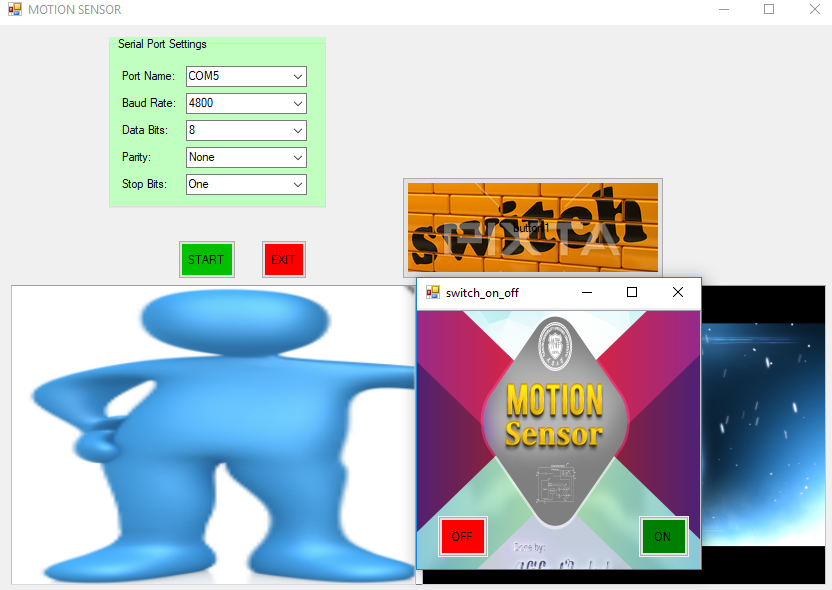 MOTION SENSOR
Serial Port Settings
Port Name: COM5
Baud Rate: 4800
Data Bits: 8
Parity: None
Stop Bits: One
START EXIT
switch
button1
PIXTA
switch_on_off
MOTION
Sensor
OFF ON
Done by: